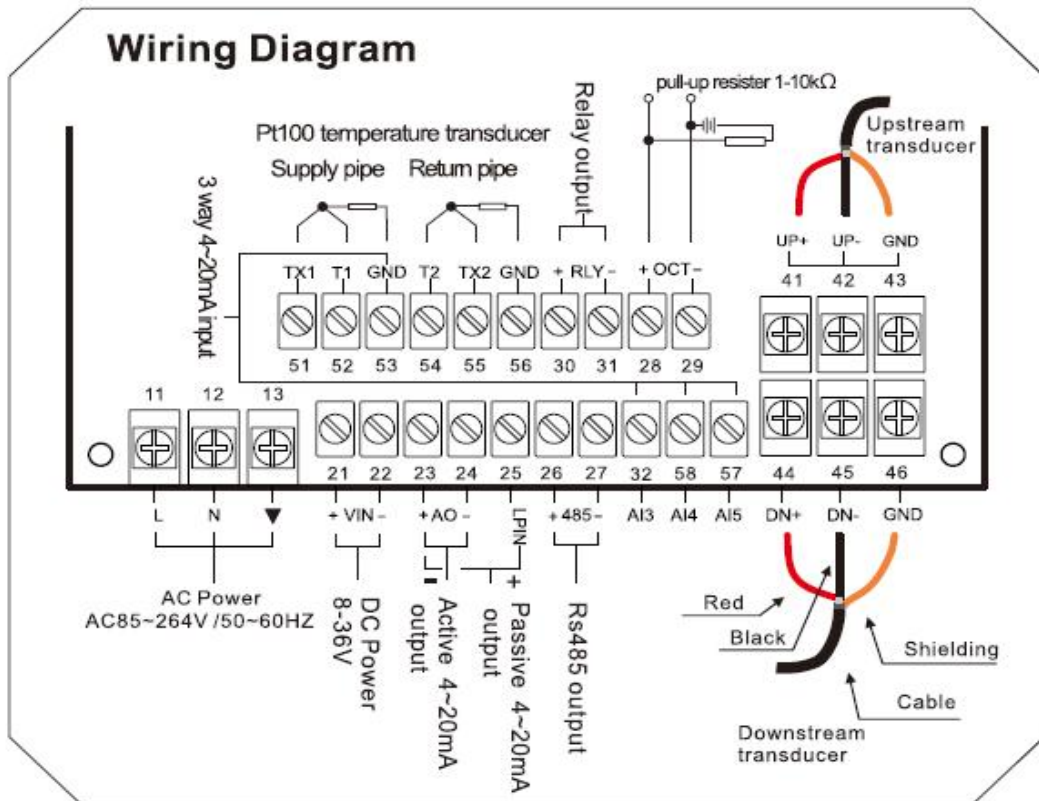 Wiring Diagram
pull-up resister 1-10kΩ
Relay output
Pt100 temperature transducer
Supply pipe Return pipe
3 way 4~20mA input
Upstream
transducer
UP+ UP- GND
TX1 T1 GND T2 TX2 GND + RLY - + OCT -
41 42 43
51 52 53 54 55 56 30 31 28 29
11 12 13
21 22 23 24 25 26 27 32 58 57 44 45 46
L N ▼ + VIN - + AO - LPIN + 485 - AI3 AI4 AI5 DN+ DN- GND
AC Power
AC85~264V /50~60HZ
DC Power
8-36V
- +
Active 4~20mA
output
Passive 4~20mA
output
Rs485 output
Red
Black
Shielding
Cable
Downstream
transducer